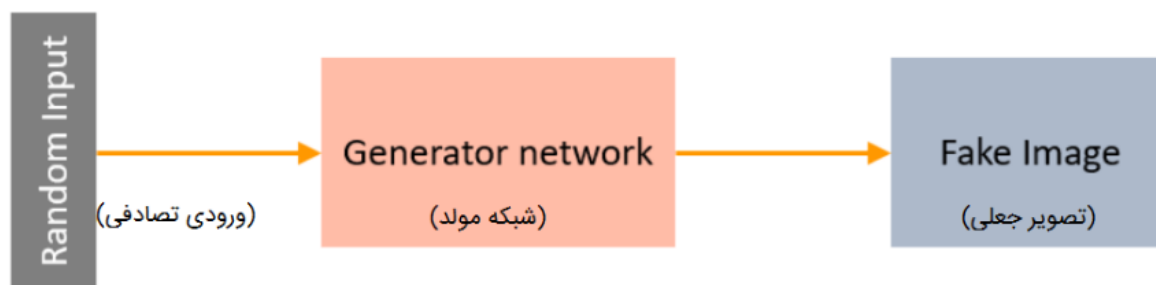 Random Input
(ورودی تصادفی)
Generator network
(شبکه مولد)
Fake Image
(تصویر جعلی)